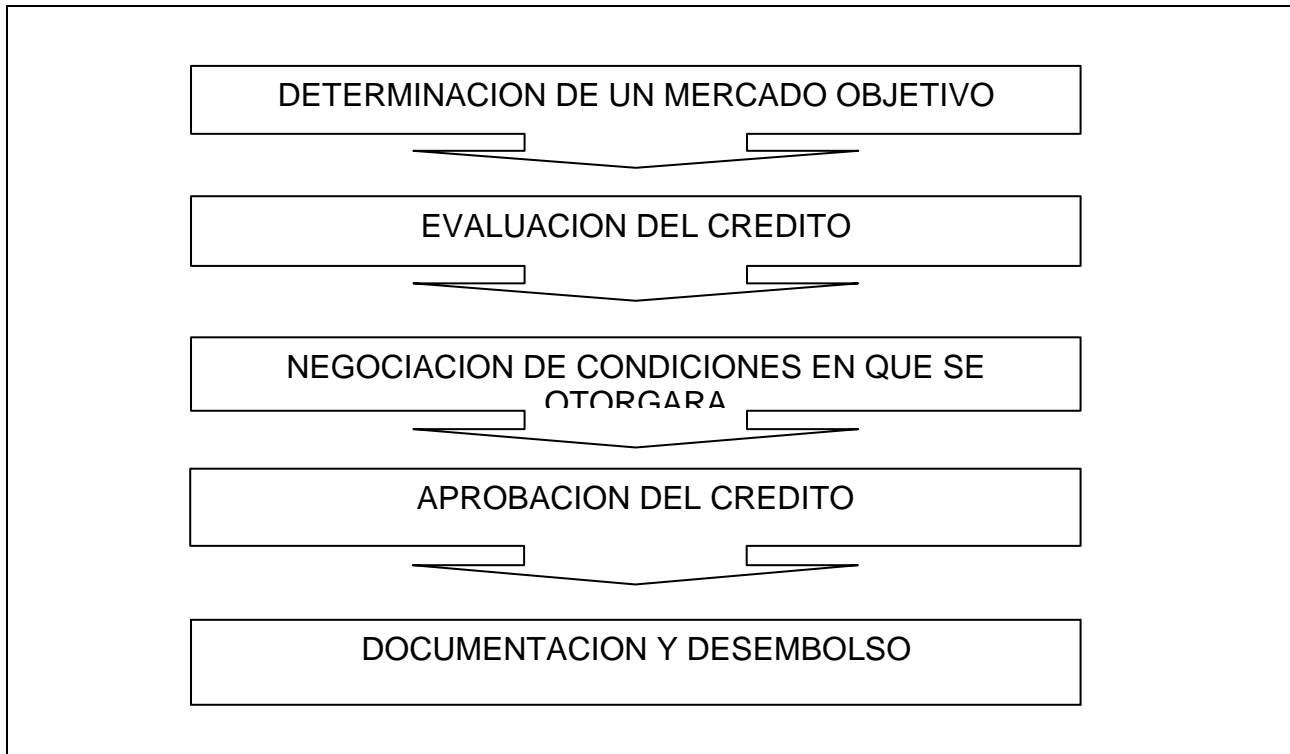 DETERMINACION DE UN MERCADO OBJETIVO
EVALUACION DEL CREDITO
NEGOCIACION DE CONDICIONES EN QUE SE
OTORGARA
APROBACION DEL CREDITO
DOCUMENTACION Y DESEMBOLSO